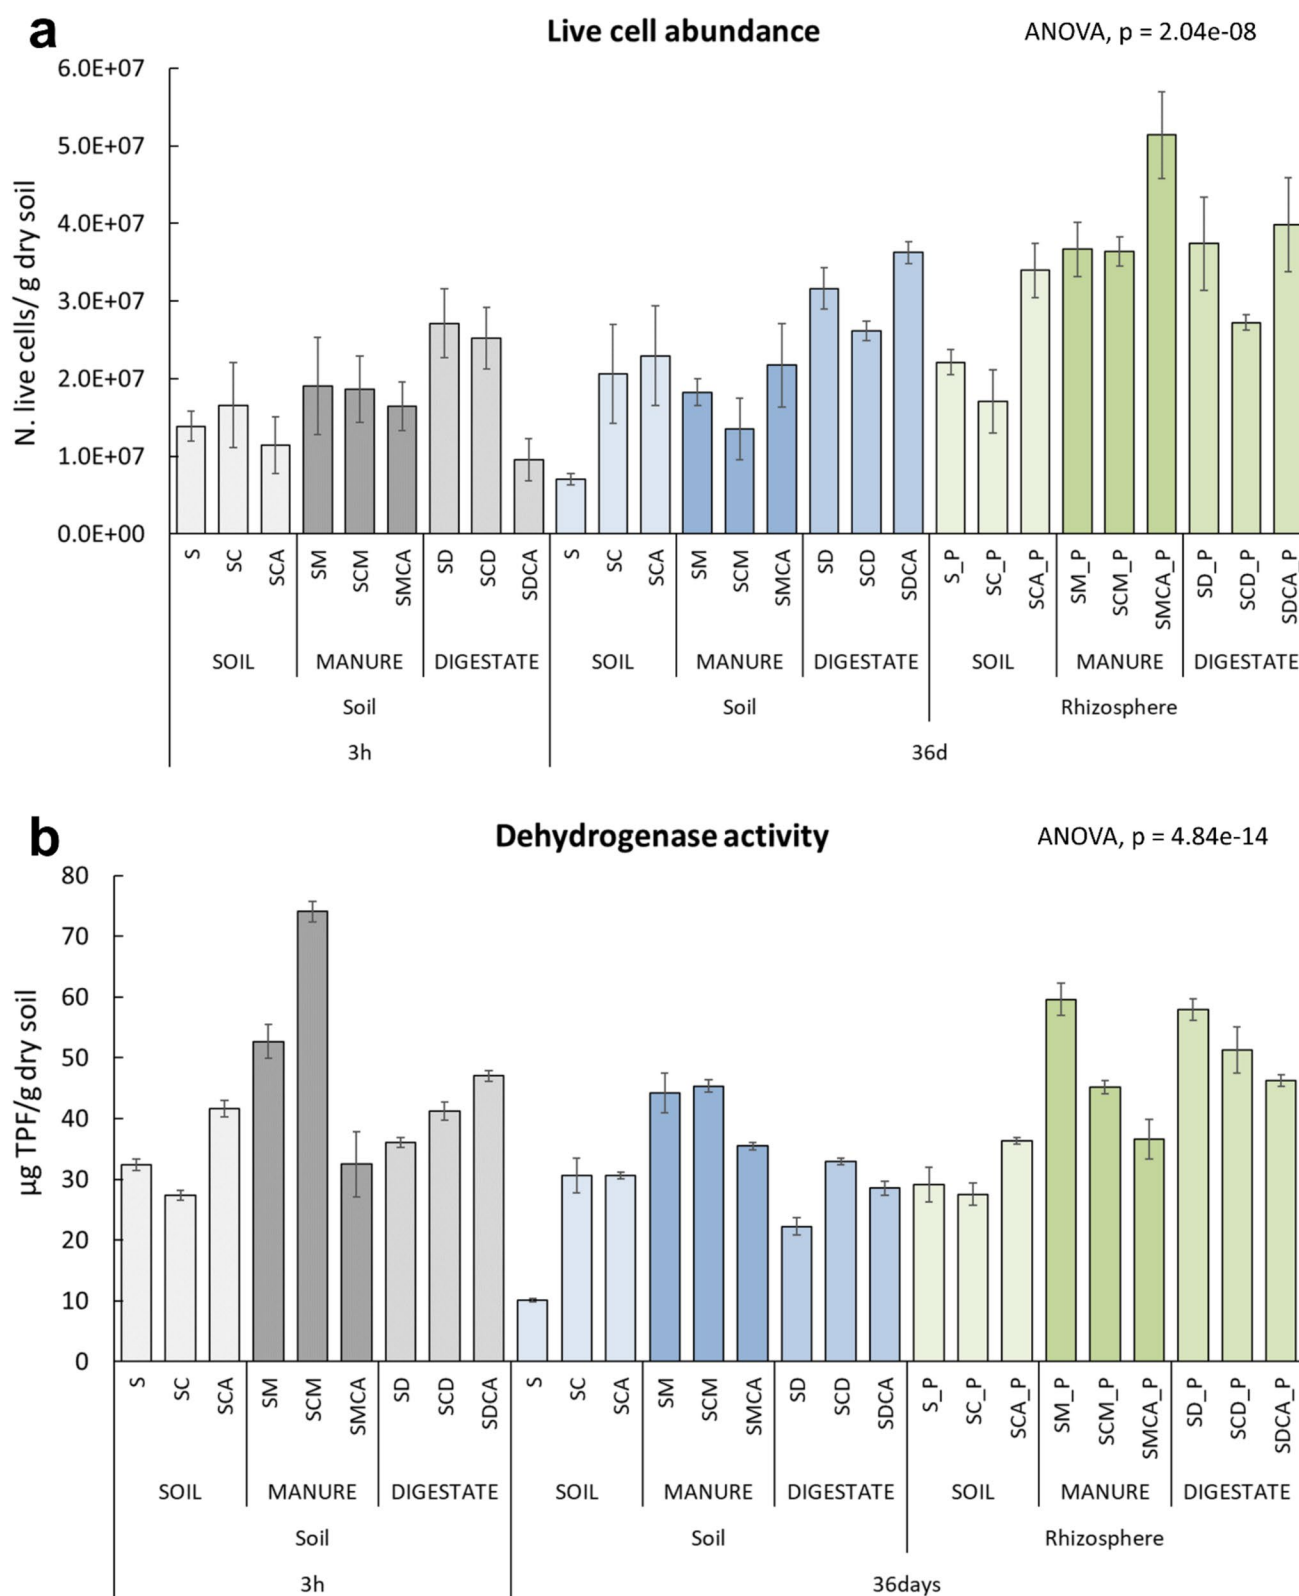 a
Live cell abundance
ANOVA, p = 2.04e-08
N. live cells/ g dry soil
6.0E+07
5.0E+07
4.0E+07
3.0E+07
2.0E+07
1.0E+07
0.0E+00
S SC SCA SM SCM SMCA SD SCD SDCA S SC SCA SM SCM SMCA SD SCD SDCA S_P SC_P SCA_P SM_P SCM_P SMCA_P SD_P SCD_P SDCA_P
SOIL MANURE DIGESTATE SOIL MANURE DIGESTATE SOIL MANURE DIGESTATE
Soil Soil Rhizosphere
3h 36d
b
Dehydrogenase activity
ANOVA, p = 4.84e-14
µg TPF/g dry soil
80
70
60
50
40
30
20
10
0
S SC SCA SM SCM SMCA SD SCD SDCA S SC SCA SM SCM SMCA SD SCD SDCA S_P SC_P SCA_P SM_P SCM_P SMCA_P SD_P SCD_P SDCA_P
SOIL MANURE DIGESTATE SOIL MANURE DIGESTATE SOIL MANURE DIGESTATE
Soil Soil Rhizosphere
3h 36days